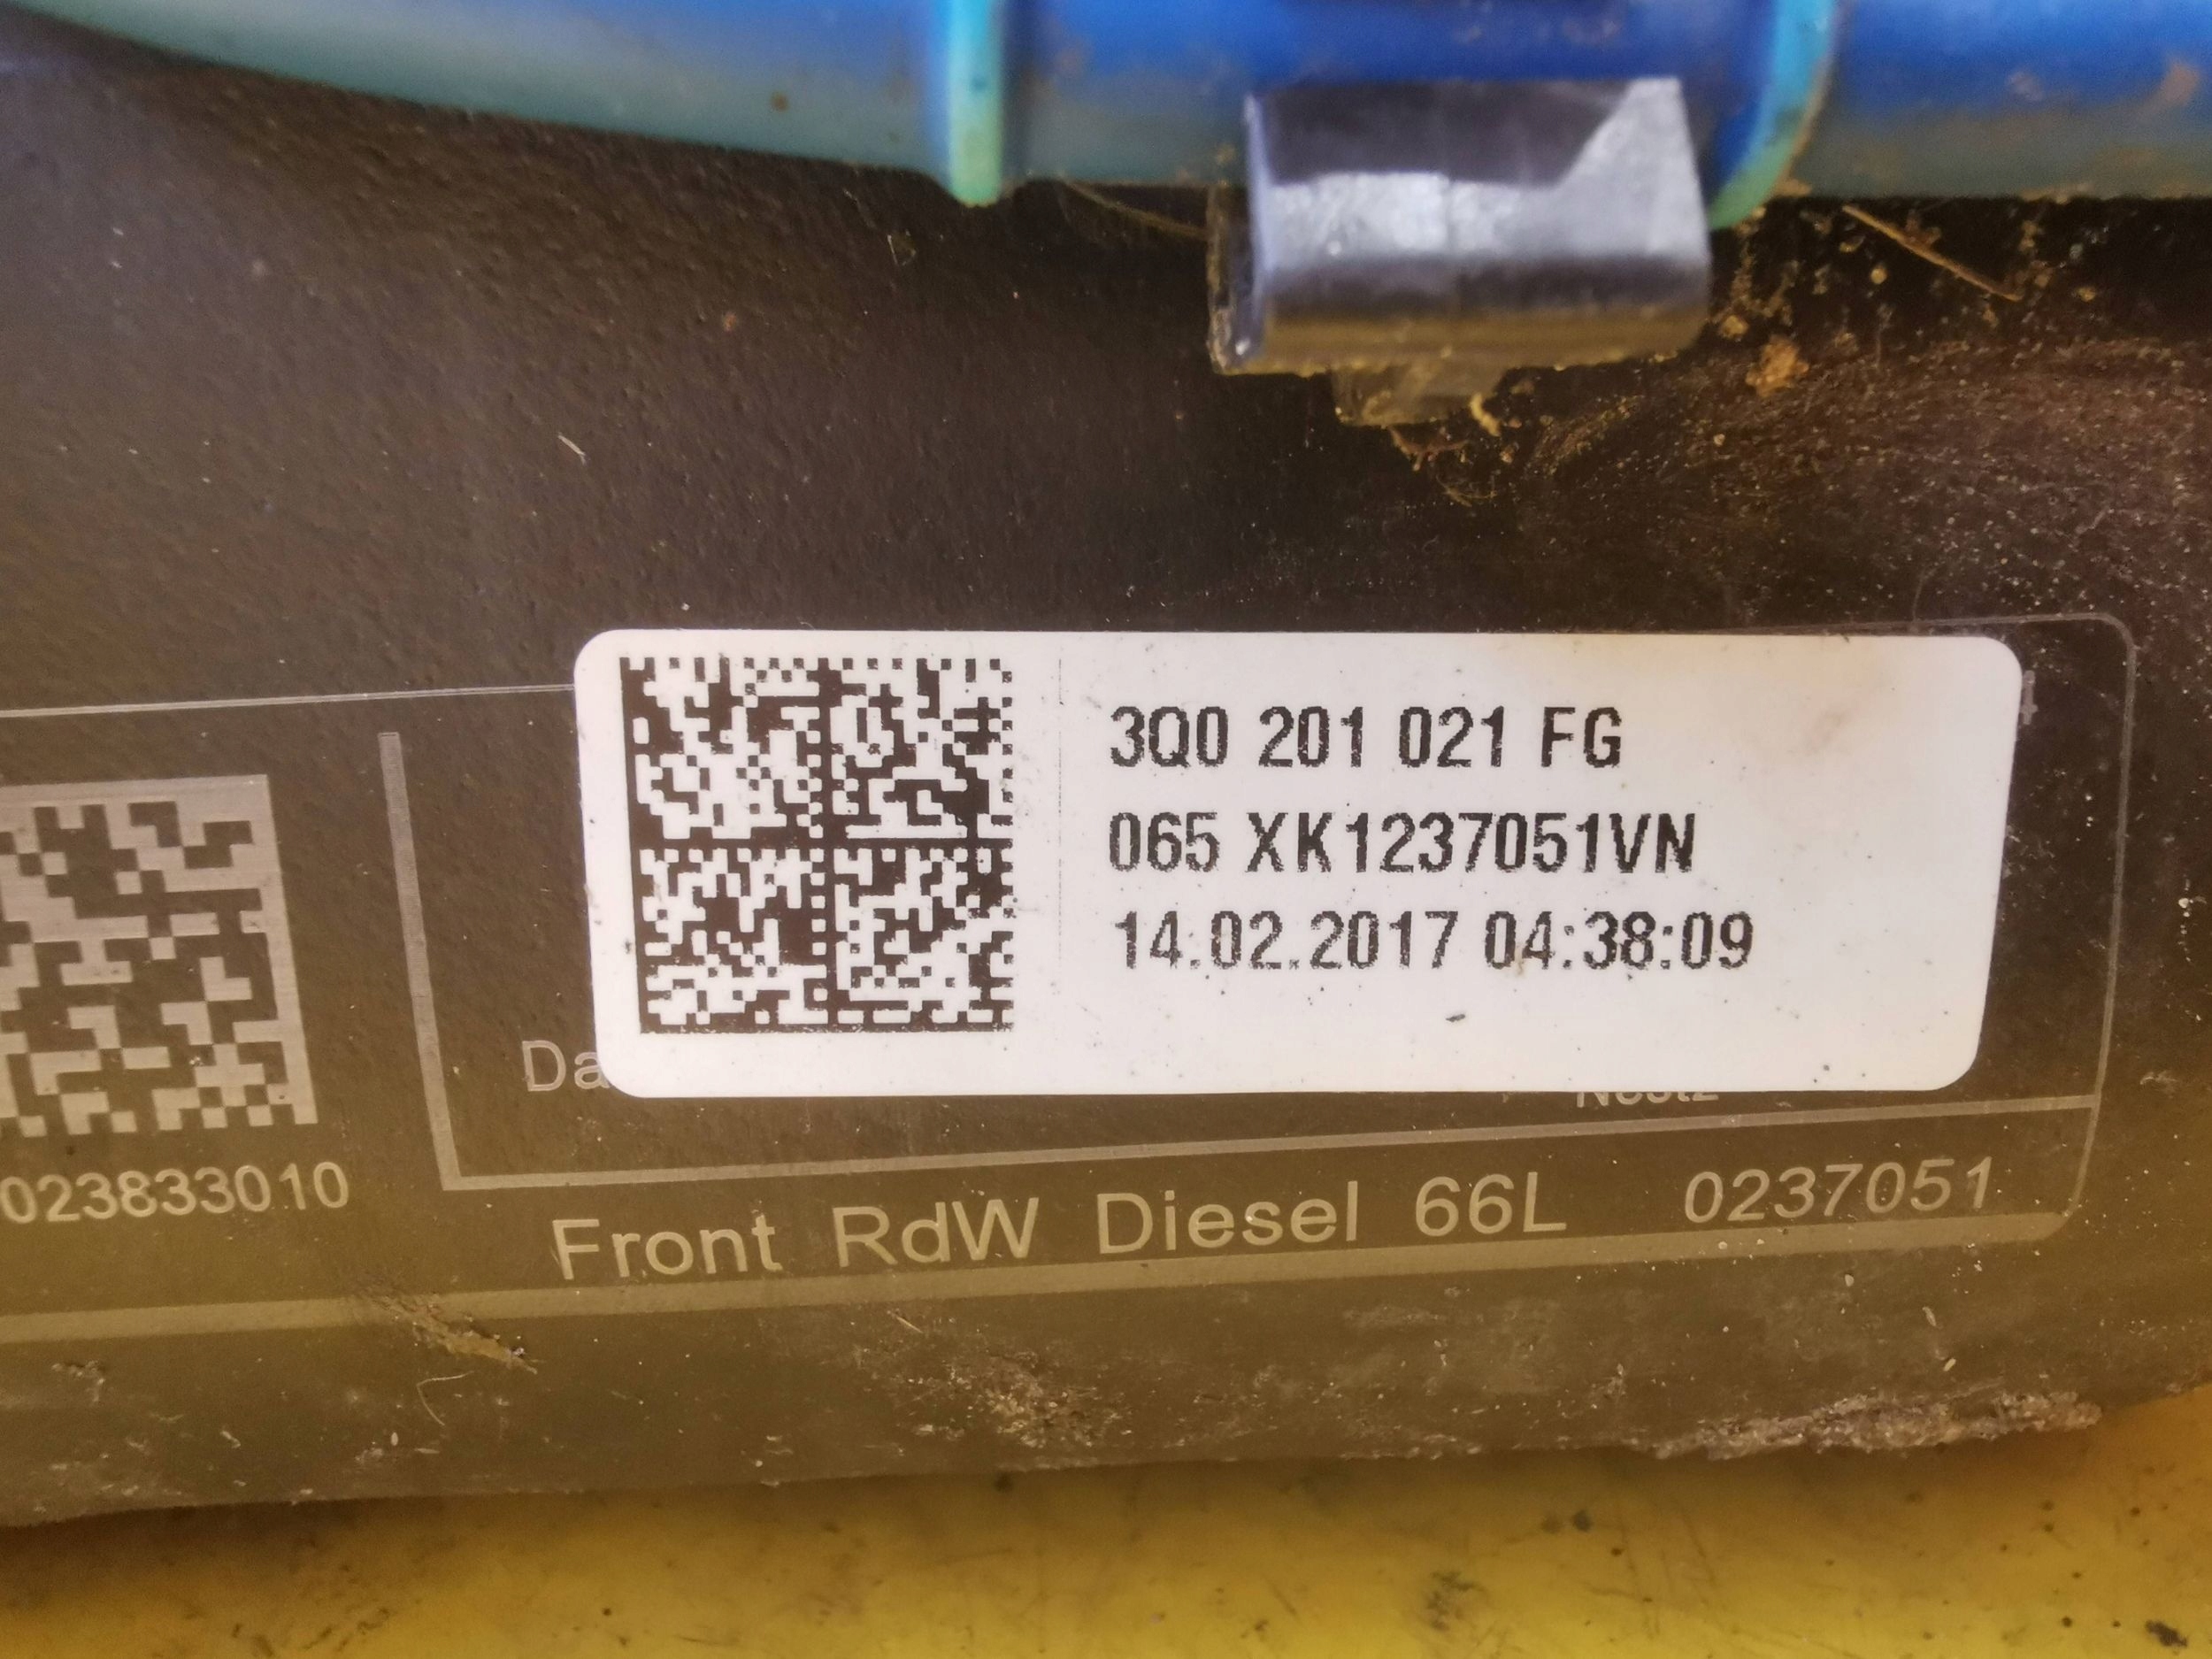 3Q0 201 021 FG
065 XK1237051VN
14.02.2017 04:38:09
023833010
Front RdW Diesel 66L 0237051